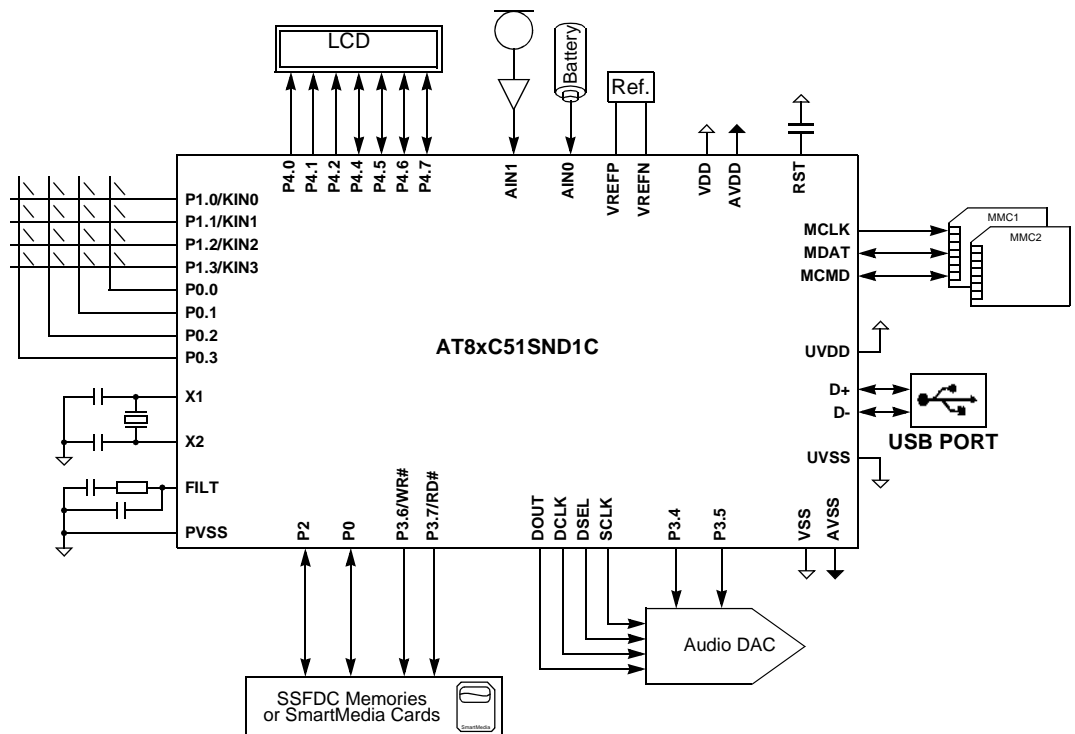 LCD
Battery
Ref.
P4.0
P4.1
P4.2
P4.4
P4.5
P4.6
P4.7
AIN1
AIN0
VREFP
VREFN
VDD
AVDD
RST
P1.0/KIN0
P1.1/KIN1
P1.2/KIN2
P1.3/KIN3
P0.0
P0.1
P0.2
P0.3
X1
X2
FILT
PVSS
AT8xC51SND1C
MCLK
MDAT
MCMD
MMC1
MMC2
UVDD
D+
D-
USB PORT
UVSS
P2
P0
P3.6/WR#
P3.7/RD#
DOUT
DCLK
DSEL
SCLK
P3.4
P3.5
VSS
AVSS
Audio DAC
SSFDC Memories
or SmartMedia Cards
SmartMedia